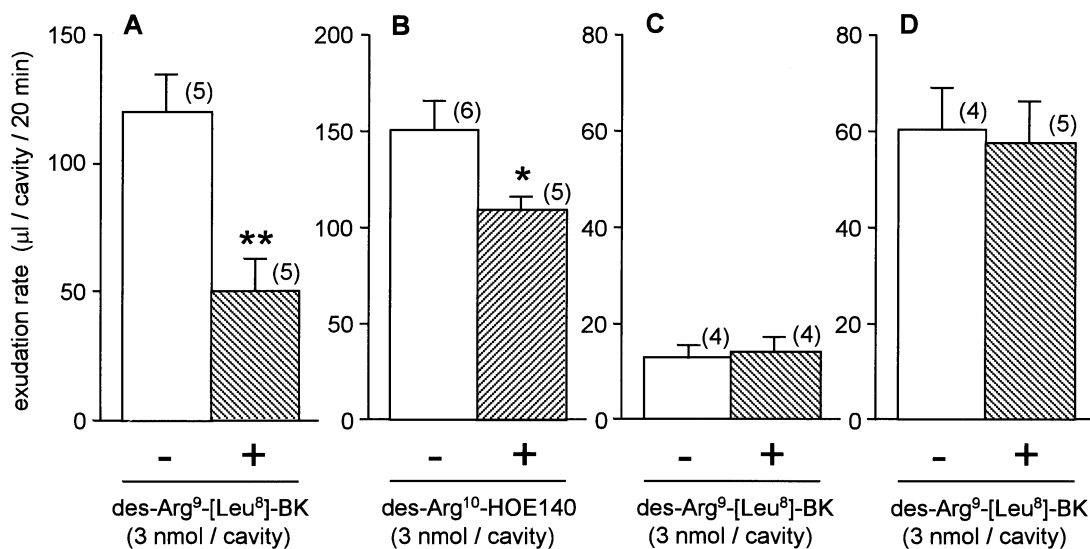 A
B
C
D
exudation rate (µl / cavity / 20 min)
150
100
50
0
(5)
**
(5)
- +
des-Arg⁹-[Leu⁸]-BK
(3 nmol / cavity)
200
150
100
50
0
(6)
*
(5)
- +
des-Arg¹⁰-HOE140
(3 nmol / cavity)
80
60
40
20
0
(4)
(4)
- +
des-Arg⁹-[Leu⁸]-BK
(3 nmol / cavity)
80
60
40
20
0
(4)
(5)
- +
des-Arg⁹-[Leu⁸]-BK
(3 nmol / cavity)